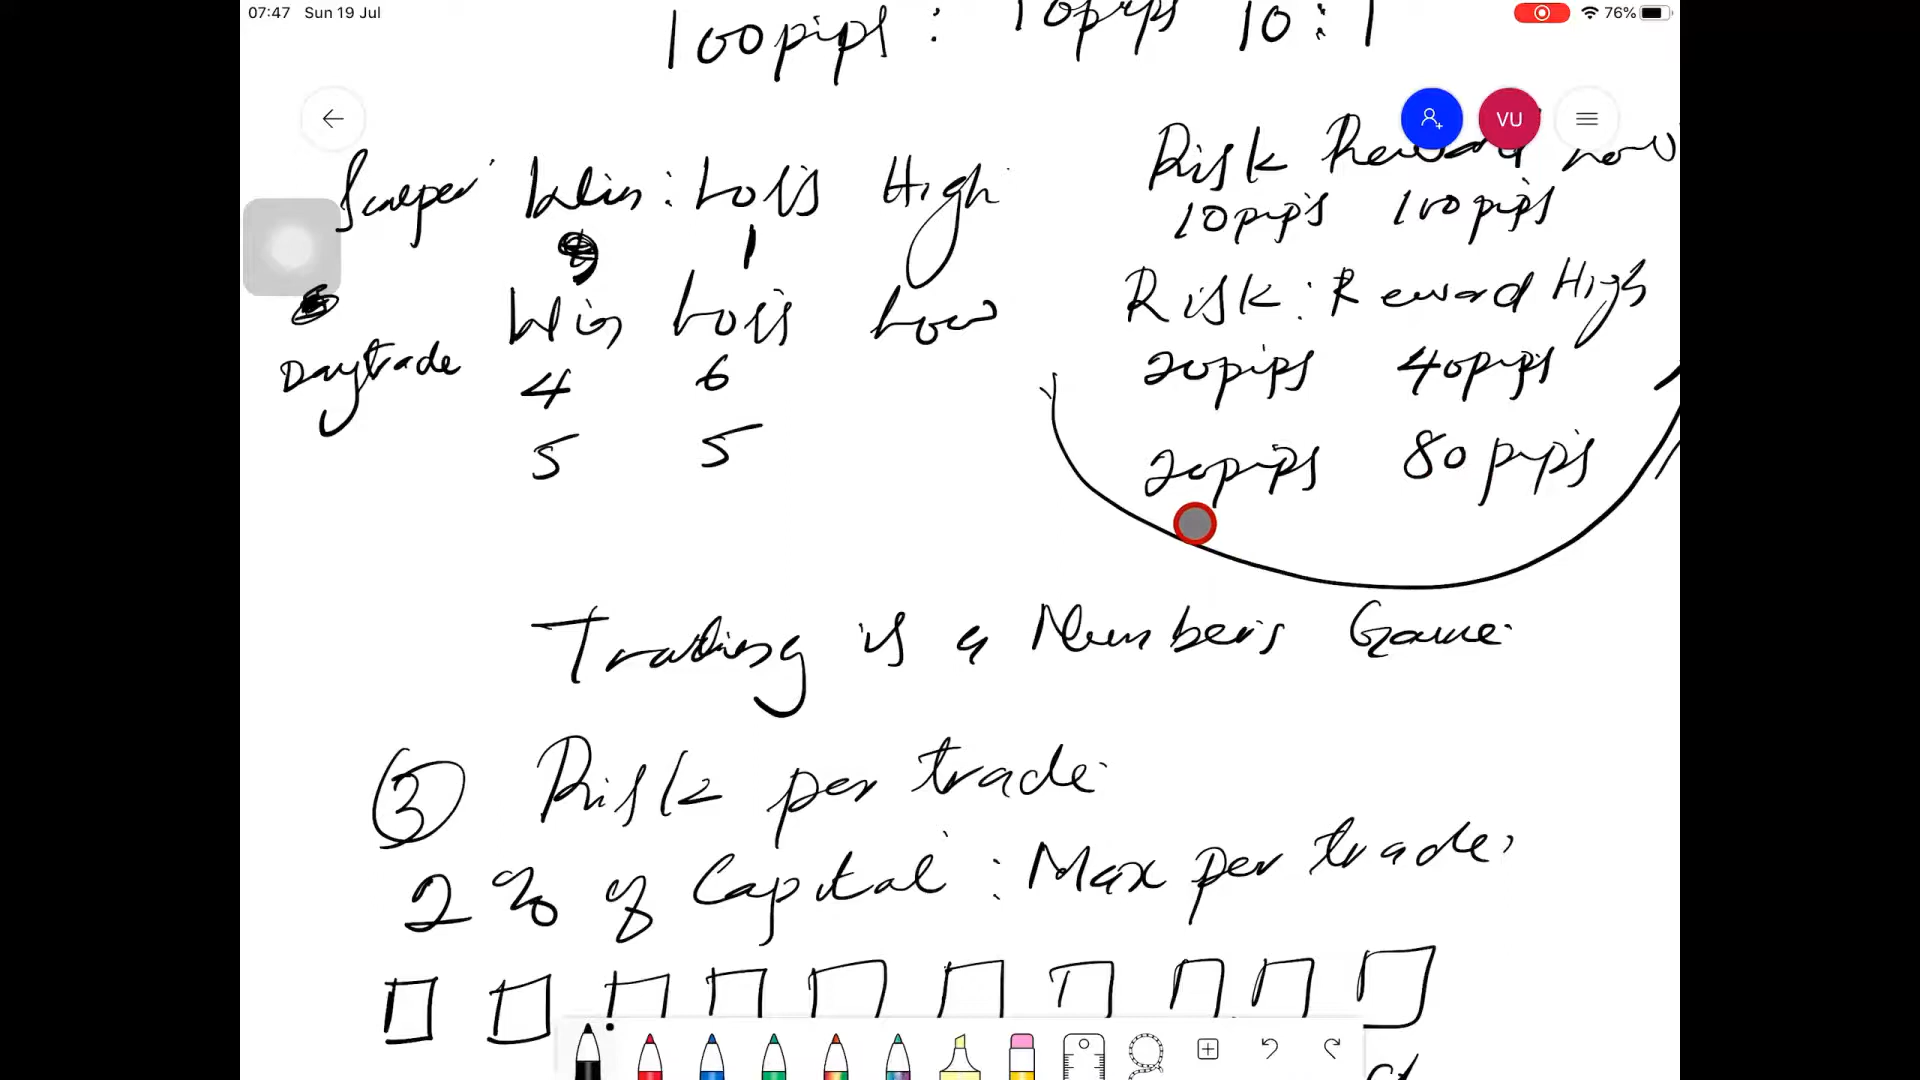 07:47 Sun 19 Jul 76%
100pips : 10pips 10 : 1
VU
Scalper Win : Loss High Risk Reward Low
9 1 10pips 100pips
Win Loss Low Risk : Reward High
Daytrade 4 6 20pips 40pips
5 5 20pips 80pips
Trading is a Numbers Game
3 Risk per trade
2% of Capital : Max per trade